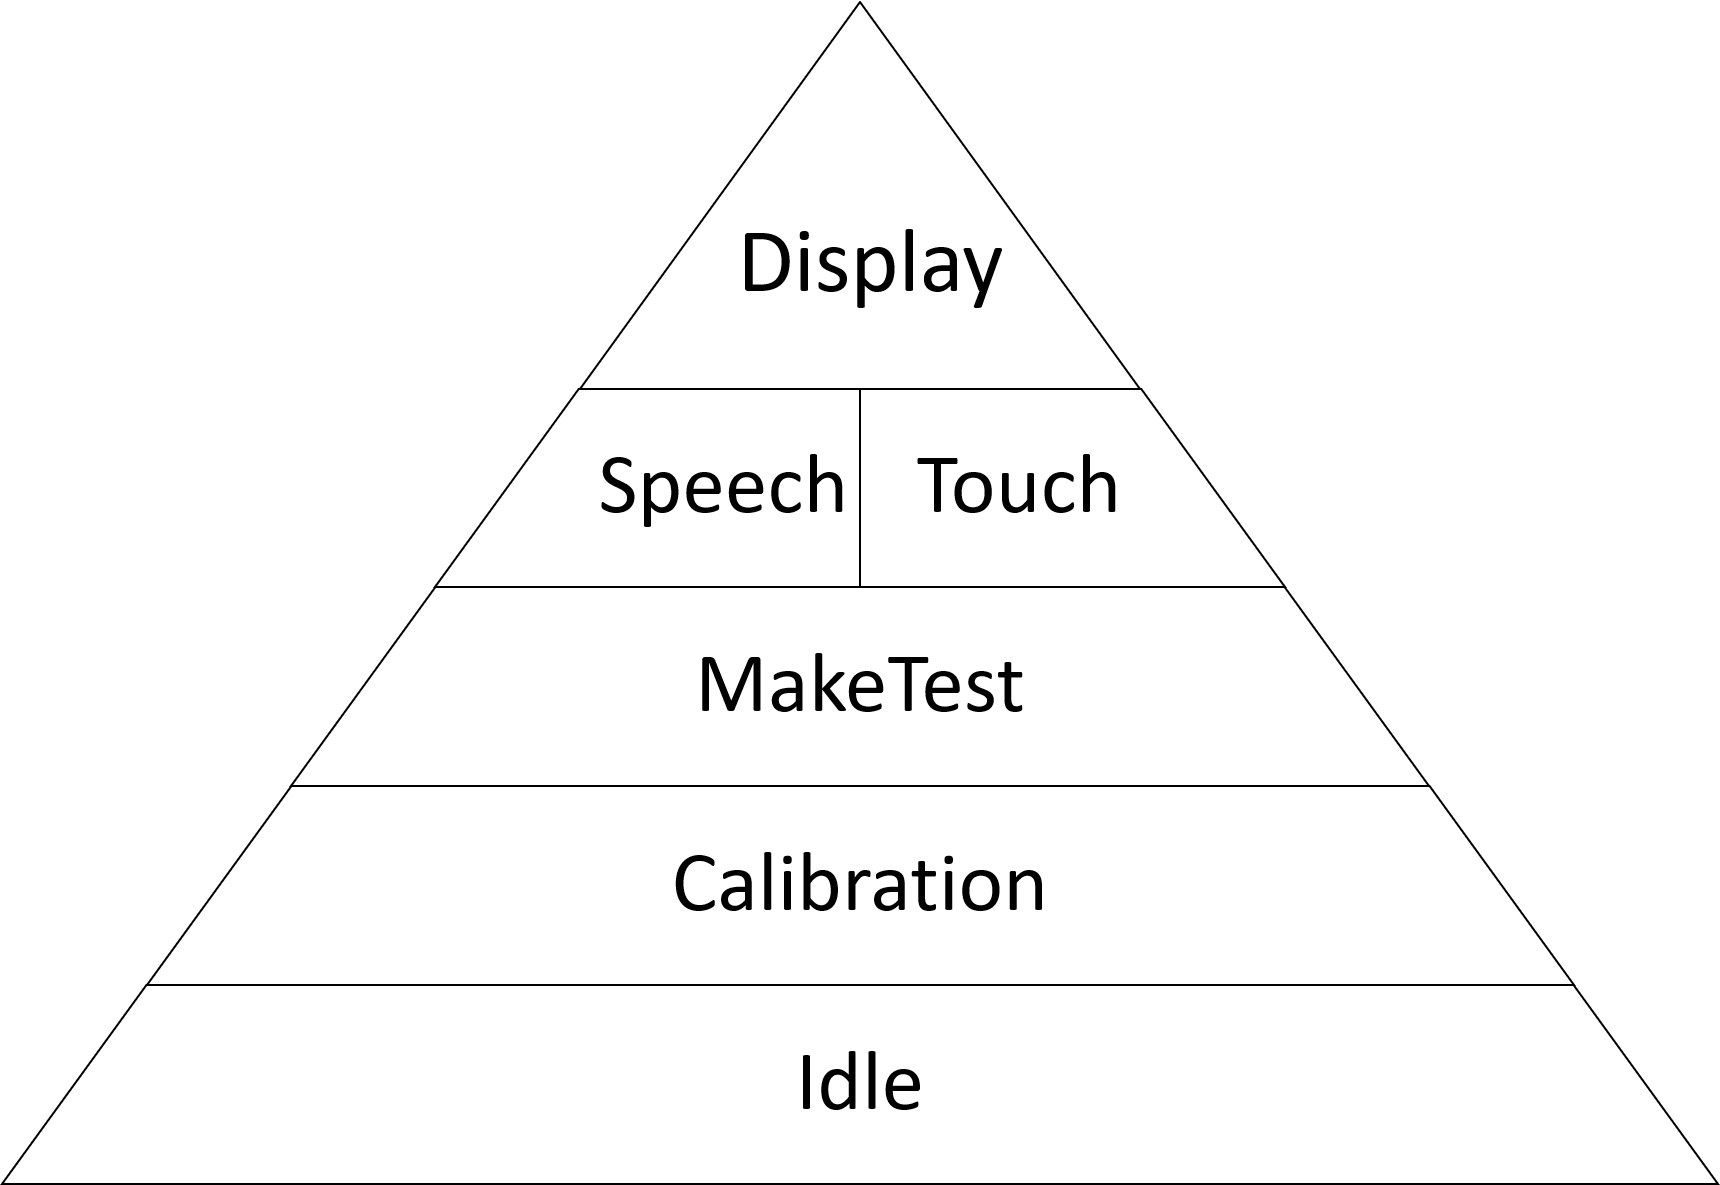 Display
Speech Touch
MakeTest
Calibration
Idle